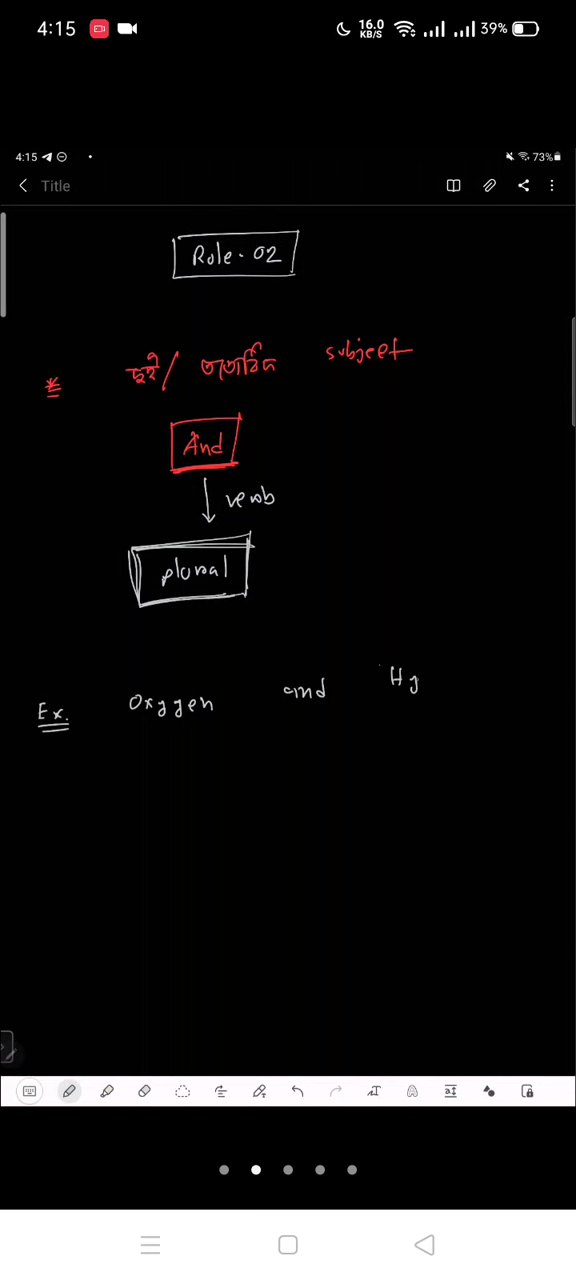 4:15 16.0 KB/S 39%
4:15 73%
Title
Role-02
* দুই/ ততোধিক subject
And
verb
plural
Ex. Oxygen and Hy